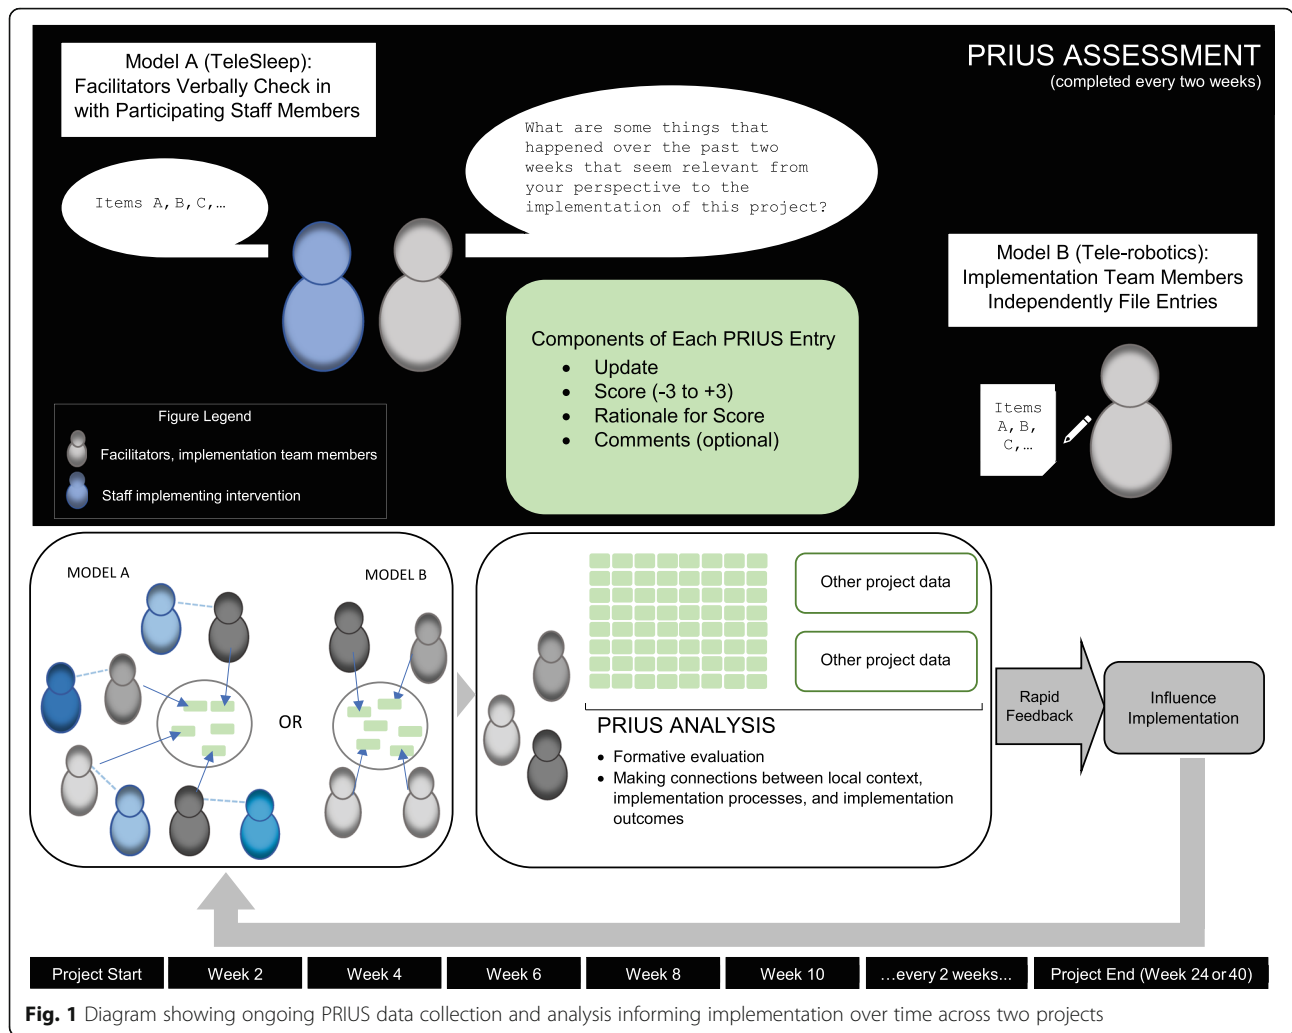 Model A (TeleSleep):
Facilitators Verbally Check in
with Participating Staff Members
PRIUS ASSESSMENT
(completed every two weeks)
What are some things that
happened over the past two
weeks that seem relevant from
your perspective to the
implementation of this project?
Items A,B,C,…
Model B (Tele-robotics):
Implementation Team Members
Independently File Entries
Components of Each PRIUS Entry
• Update
• Score (-3 to +3)
• Rationale for Score
• Comments (optional)
Items
A,B,
C,…
Figure Legend
Facilitators, implementation team members
Staff implementing intervention
MODEL A
MODEL B
OR
Other project data
Other project data
PRIUS ANALYSIS
• Formative evaluation
• Making connections between local context,
implementation processes, and implementation
outcomes
Rapid
Feedback
Influence
Implementation
Project Start
Week 2
Week 4
Week 6
Week 8
Week 10
…every 2 weeks...
Project End (Week 24 or 40)
Fig. 1 Diagram showing ongoing PRIUS data collection and analysis informing implementation over time across two projects